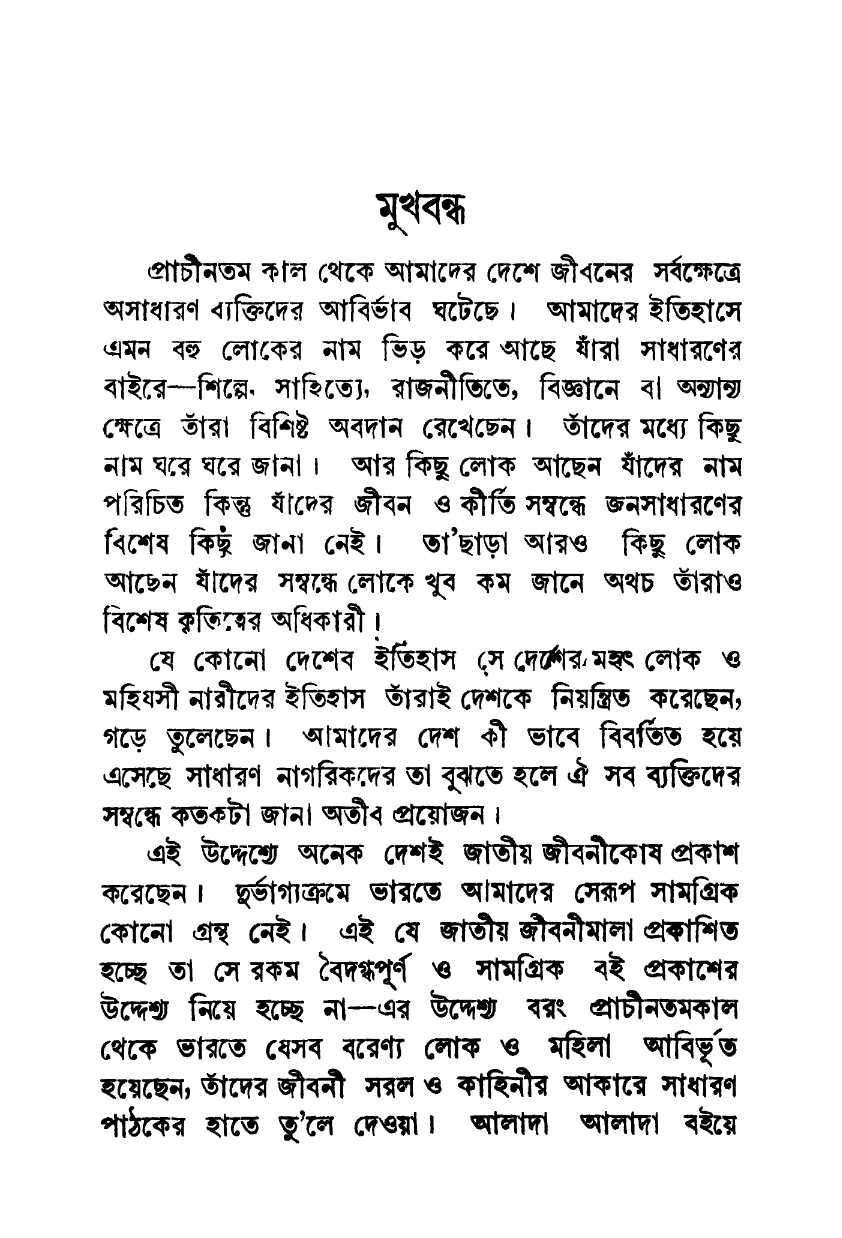 মুখবন্ধ
প্রাচীনতম কাল থেকে আমাদের দেশে জীবনের সর্বক্ষেত্রে
অসাধারণ ব্যক্তিদের আবির্ভাব ঘটেছে। আমাদের ইতিহাসে
এমন বহু লোকের নাম ভিড় করে আছে যাঁরা সাধারণের
বাইরে—শিল্পে, সাহিত্যে, রাজনীতিতে, বিজ্ঞানে বা অন্যান্য
ক্ষেত্রে তাঁরা বিশিষ্ট অবদান রেখেছেন। তাঁদের মধ্যে কিছু
নাম ঘরে ঘরে জানা। আর কিছু লোক আছেন যাঁদের নাম
পরিচিত কিন্তু যাঁদের জীবন ও কীর্তি সম্বন্ধে জনসাধারণের
বিশেষ কিছু জানা নেই। তা'ছাড়া আরও কিছু লোক
আছেন যাঁদের সম্বন্ধে লোকে খুব কম জানে অথচ তাঁরাও
বিশেষ কৃতিত্বের অধিকারী।
যে কোনো দেশেব ইতিহাস সে দেশের মহৎ লোক ও
মহিযসী নারীদের ইতিহাস তাঁরাই দেশকে নিয়ন্ত্রিত করেছেন,
গড়ে তুলেছেন। আমাদের দেশ কী ভাবে বিবর্তিত হয়ে
এসেছে সাধারণ নাগরিকদের তা বুঝতে হলে ঐ সব ব্যক্তিদের
সম্বন্ধে কতকটা জানা অতীব প্রয়োজন।
এই উদ্দেশ্যে অনেক দেশই জাতীয় জীবনীকোষ প্রকাশ
করেছেন। দুর্ভাগ্যক্রমে ভারতে আমাদের সেরূপ সামগ্রিক
কোনো গ্রন্থ নেই। এই যে জাতীয় জীবনীমালা প্রকাশিত
হচ্ছে তা সে রকম বৈদগ্ধপূর্ণ ও সামগ্রিক বই প্রকাশের
উদ্দেশ্য নিয়ে হচ্ছে না—এর উদ্দেশ্য বরং প্রাচীনতমকাল
থেকে ভারতে যেসব বরেণ্য লোক ও মহিলা আবির্ভূত
হয়েছেন, তাঁদের জীবনী সরল ও কাহিনীর আকারে সাধারণ
পাঠকের হাতে তু'লে দেওয়া। আলাদা আলাদা বইয়ে